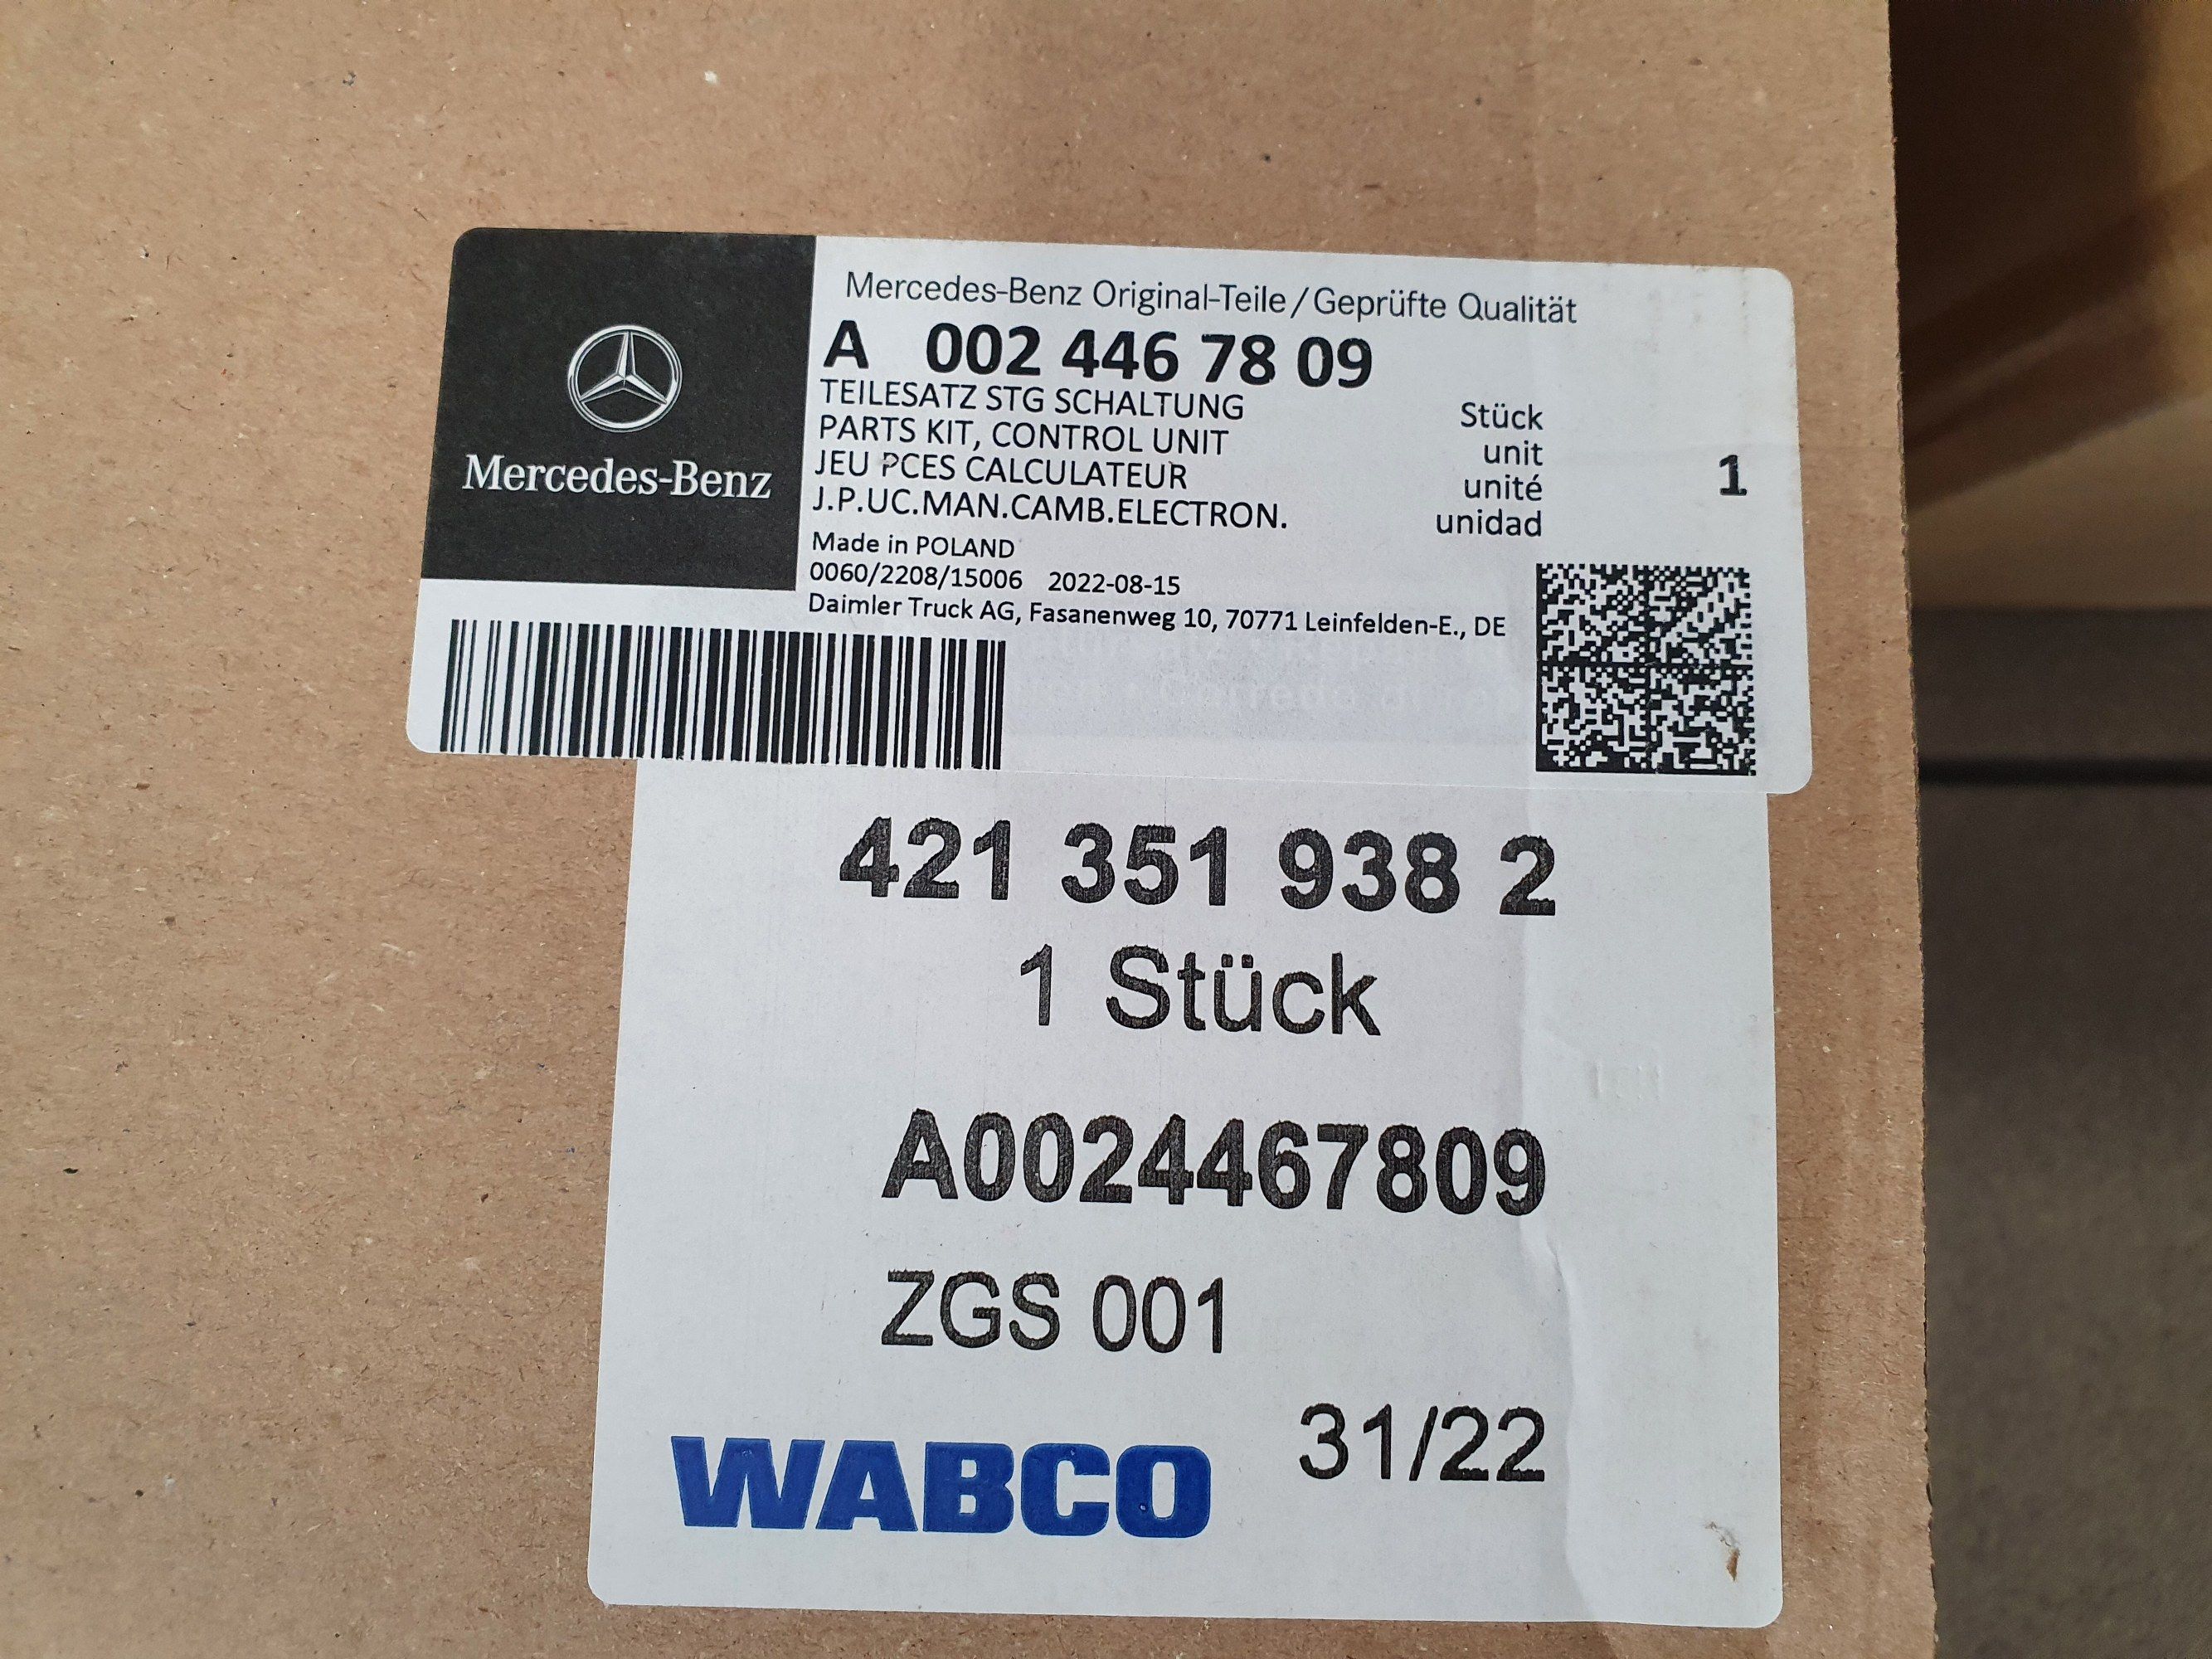 Mercedes-Benz Original-Teile/Geprüfte Qualität
A 002 446 78 09
TEILESATZ STG SCHALTUNG
PARTS KIT, CONTROL UNIT
JEU PCES CALCULATEUR
J.P.UC.MAN.CAMB.ELECTRON.
Stück
unit
unité
unidad
1
Mercedes-Benz
Made in POLAND
0060/2208/15006 2022-08-15
Daimler Truck AG, Fasanenweg 10, 70771 Leinfelden-E., DE
421 351 938 2
1 Stück
A0024467809
ZGS 001
31/22
WABCO